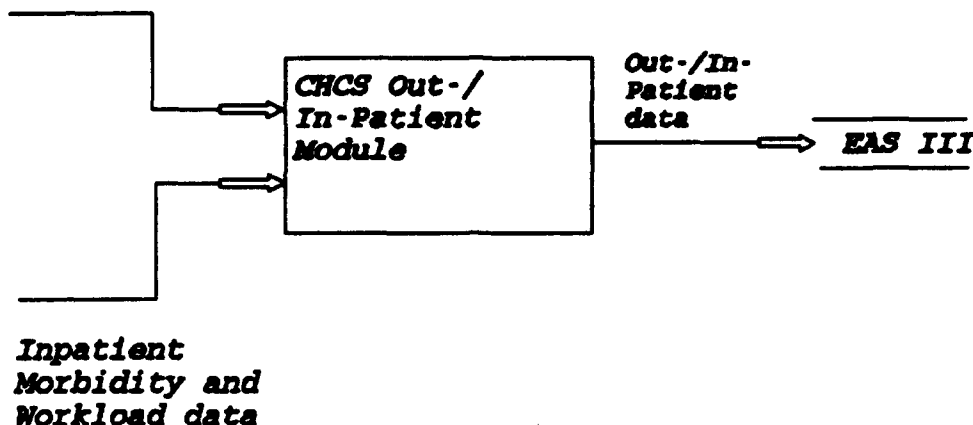 CHCS Out-/
In-Patient
Module
Out-/In-
Patient
data
EAS III
Inpatient
Morbidity and
Workload data